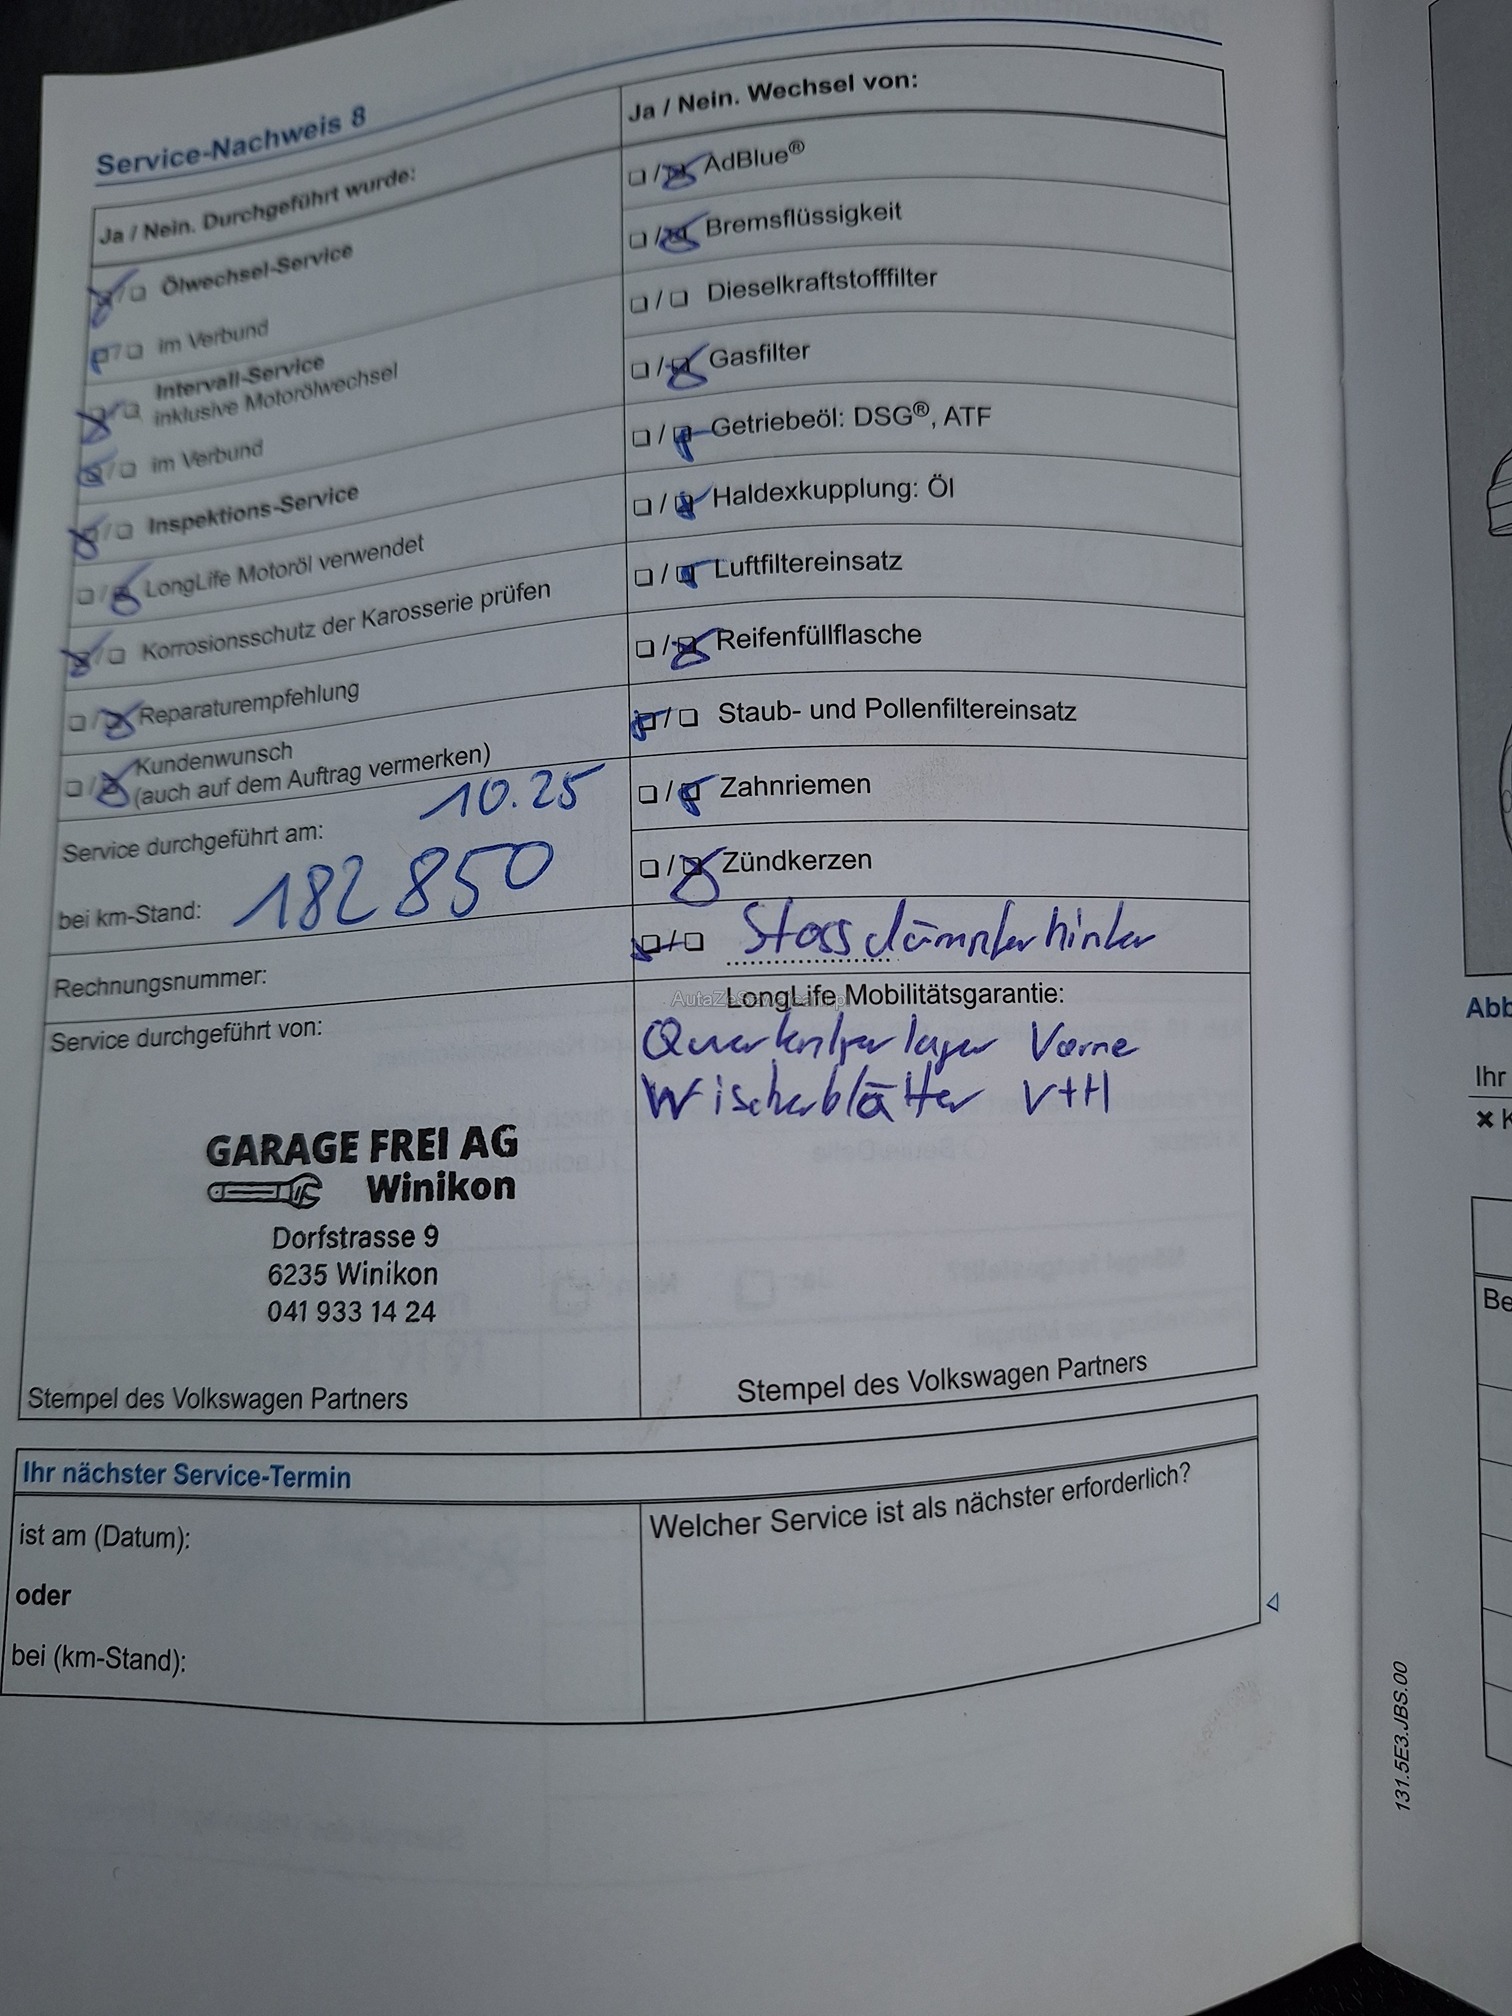 Service-Nachweis 8
Ja / Nein. Durchgeführt wurde:
Ölwechsel-Service
im Verbund
Intervall-Service
inklusive Motorölwechsel
im Verbund
Inspektions-Service
LongLife Motoröl verwendet
Korrosionsschutz der Karosserie prüfen
Reparaturempfehlung
Kundenwunsch
(auch auf dem Auftrag vermerken)
Service durchgeführt am: 10.25
bei km-Stand: 182 850
Rechnungsnummer:
Service durchgeführt von:
GARAGE FREI AG
Winikon
Dorfstrasse 9
6235 Winikon
041 933 14 24
Stempel des Volkswagen Partners
Ja / Nein. Wechsel von:
AdBlue®
Bremsflüssigkeit
Dieselkraftstofffilter
Gasfilter
Getriebeöl: DSG®, ATF
Haldexkupplung: Öl
Luftfiltereinsatz
Reifenfüllflasche
Staub- und Pollenfiltereinsatz
Zahnriemen
Zündkerzen
Stossdämpfer hinten
LongLife Mobilitätsgarantie:
Querlenkerlager Vorne
Wischerblätter V+H
Stempel des Volkswagen Partners
Ihr nächster Service-Termin
ist am (Datum):
oder
bei (km-Stand):
Welcher Service ist als nächster erforderlich?
131.5E3.JBS.00
Abb
Ihr
Be